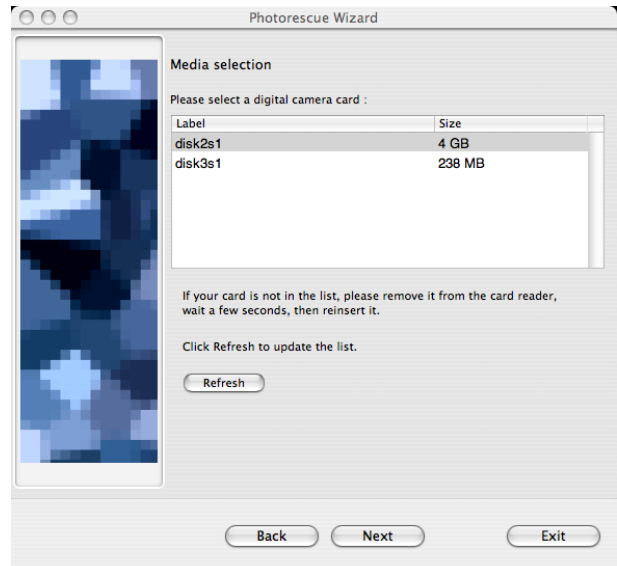 Photorescue Wizard
Media selection
Please select a digital camera card :
Label Size
disk2s1 4 GB
disk3s1 238 MB
If your card is not in the list, please remove it from the card reader,
wait a few seconds, then reinsert it.
Click Refresh to update the list.
Refresh
Back Next Exit